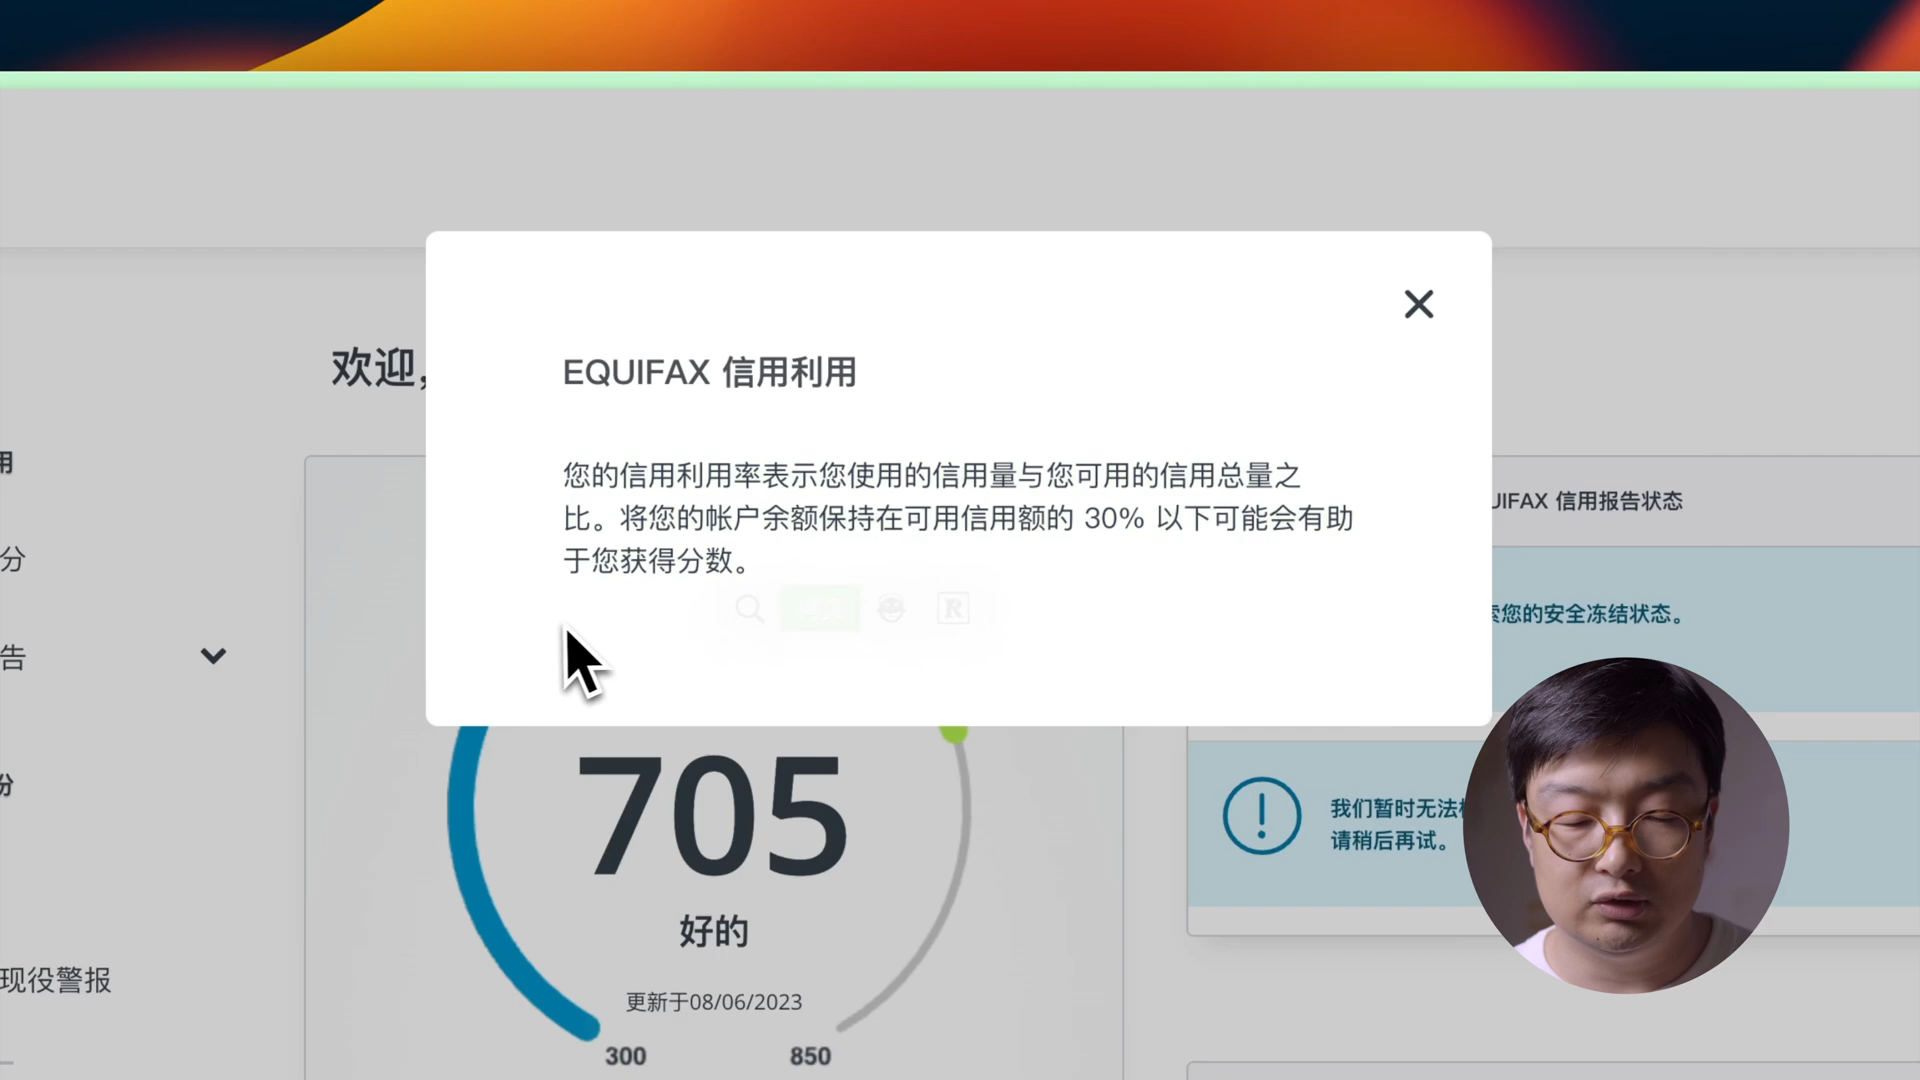 欢迎,
EQUIFAX 信用利用
您的信用利用率表示您使用的信用量与您可用的信用总量之
比。将您的帐户余额保持在可用信用额的 30% 以下可能会有助
于您获得分数。
R
用
分
告
份
现役警报
705
好的
更新于08/06/2023
300
850
UIFAX 信用报告状态
索您的安全冻结状态。
我们暂时无法
请稍后再试。